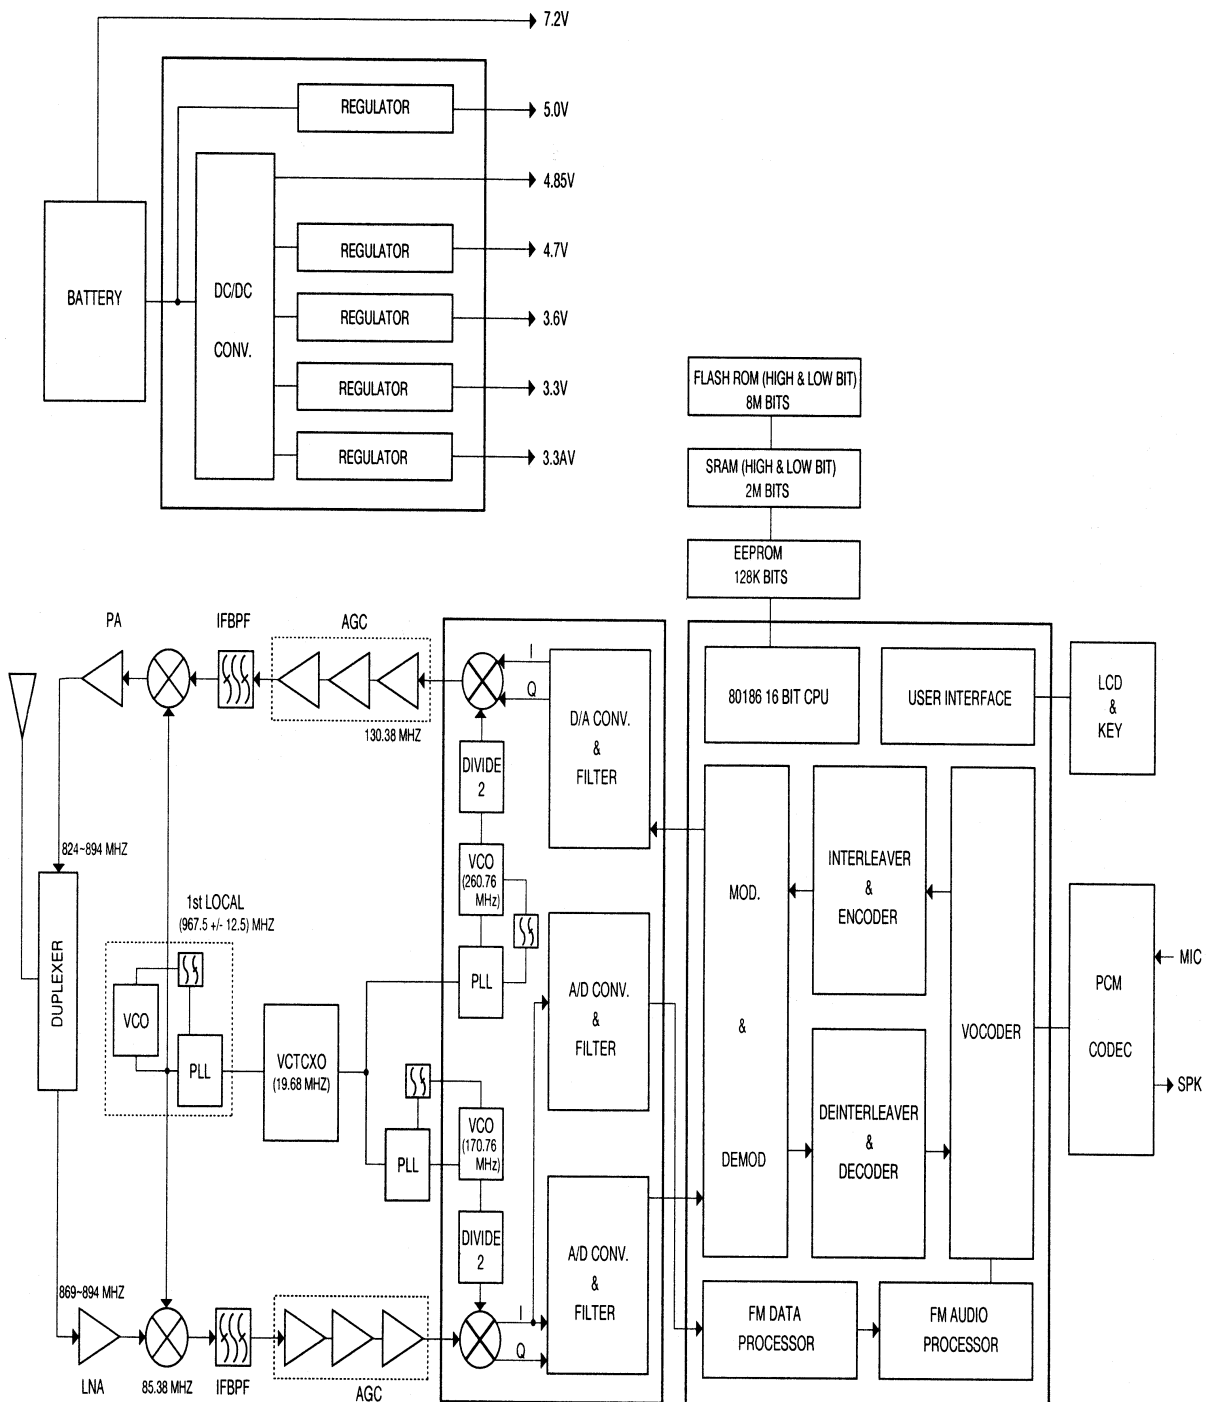 7.2V
REGULATOR
5.0V
4.85V
REGULATOR
4.7V
BATTERY
DC/DC
CONV.
REGULATOR
3.6V
REGULATOR
3.3V
REGULATOR
3.3AV
FLASH ROM (HIGH & LOW BIT)
8M BITS
SRAM (HIGH & LOW BIT)
2M BITS
EEPROM
128K BITS
PA
IFBPF
AGC
130.38 MHZ
I
Q
D/A CONV.
&
FILTER
DIVIDE
2
VCO
(260.76
MHz)
PLL
80186 16 BIT CPU
USER INTERFACE
LCD
&
KEY
824~894 MHZ
DUPLEXER
1st LOCAL
(967.5 +/- 12.5) MHZ
VCO
PLL
VCTCXO
(19.68 MHZ)
A/D CONV.
&
FILTER
MOD.
&
DEMOD
INTERLEAVER
&
ENCODER
DEINTERLEAVER
&
DECODER
VOCODER
PCM
CODEC
MIC
SPK
PLL
VCO
(170.76
MHz)
DIVIDE
2
A/D CONV.
&
FILTER
I
Q
869~894 MHZ
LNA
85.38 MHZ
IFBPF
AGC
FM DATA
PROCESSOR
FM AUDIO
PROCESSOR